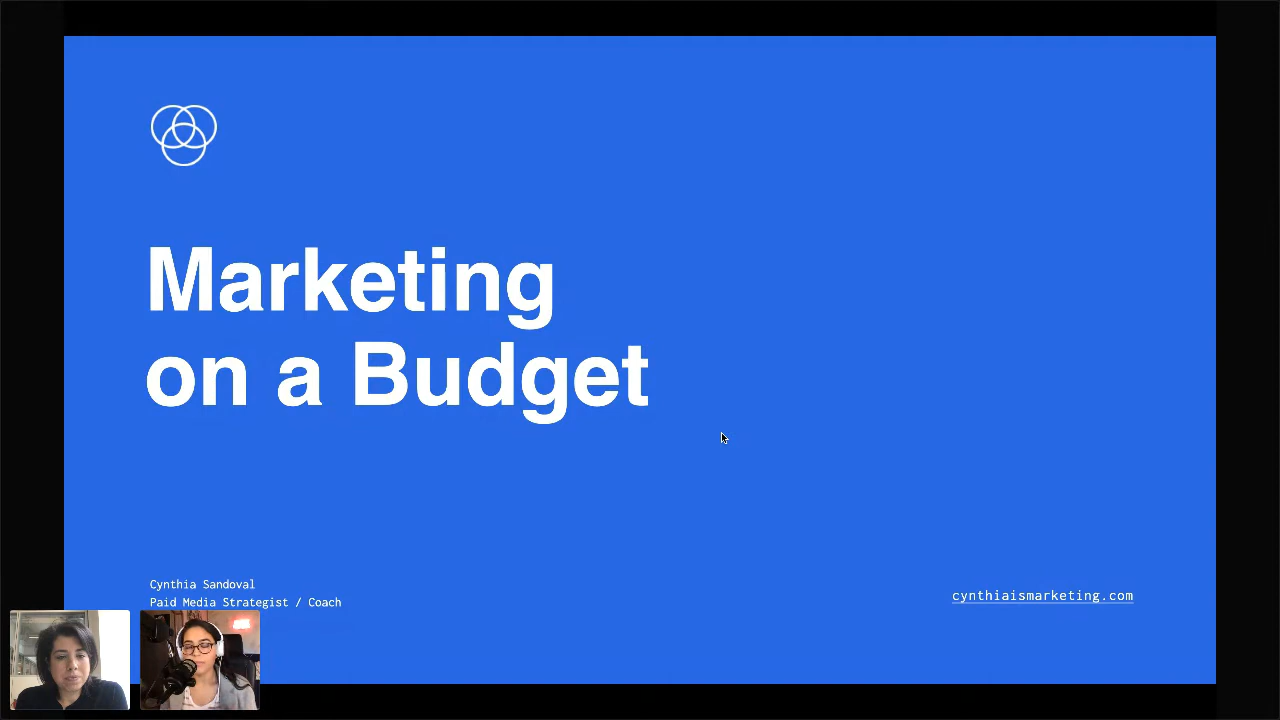 Marketing
on a Budget
Cynthia Sandoval
Paid Media Strategist / Coach
cynthiaismarketing.com